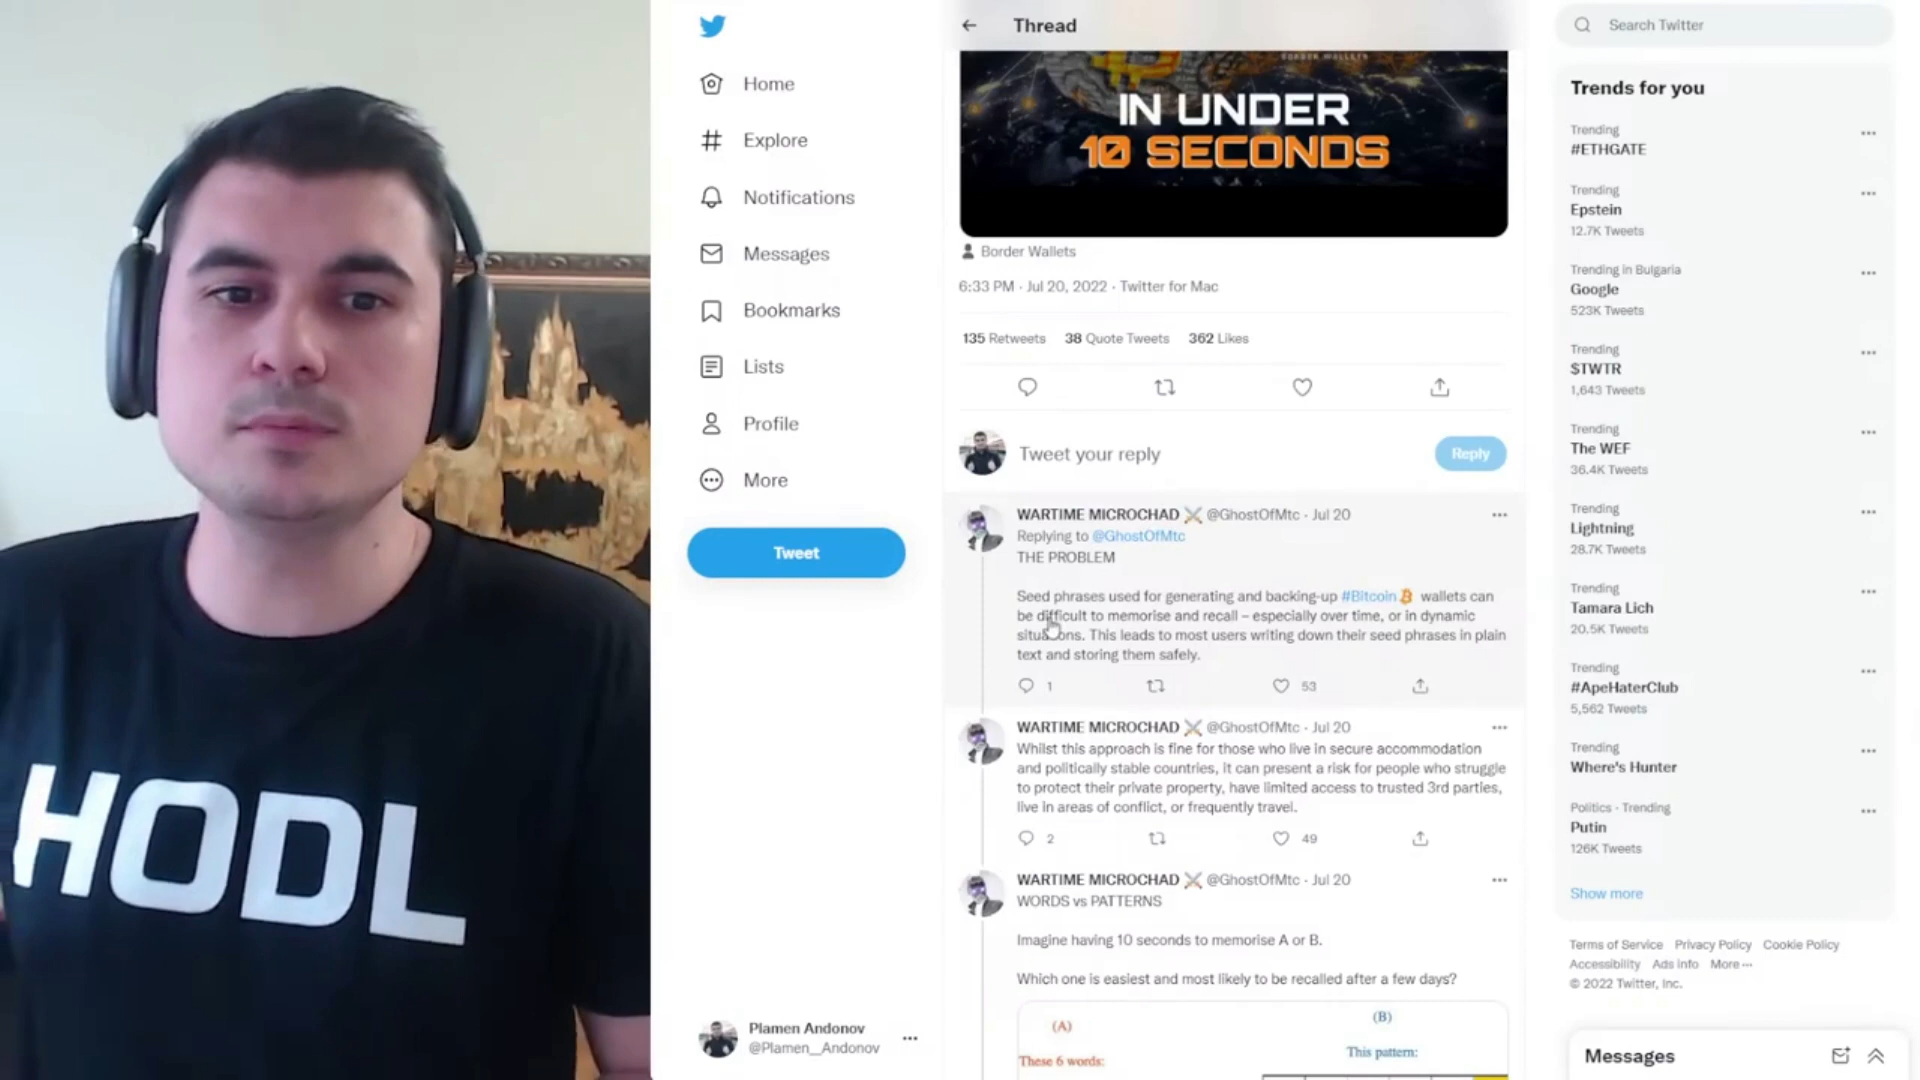 HODL
Home
Explore
Notifications
Messages
Bookmarks
Lists
Profile
More
Tweet
Plamen Andonov
@Plamen__Andonov
Thread
BORDER WALLETS
IN UNDER
10 SECONDS
Border Wallets
6:33 PM · Jul 20, 2022 · Twitter for Mac
135 Retweets 38 Quote Tweets 362 Likes
Tweet your reply
Reply
WARTIME MICROCHAD @GhostOfMtc · Jul 20
Replying to @GhostOfMtc
THE PROBLEM
Seed phrases used for generating and backing-up #Bitcoin wallets can
be difficult to memorise and recall – especially over time, or in dynamic
situations. This leads to most users writing down their seed phrases in plain
text and storing them safely.
1 53
WARTIME MICROCHAD @GhostOfMtc · Jul 20
Whilst this approach is fine for those who live in secure accommodation
and politically stable countries, it can present a risk for people who struggle
to protect their private property, have limited access to trusted 3rd parties,
live in areas of conflict, or frequently travel.
2 49
WARTIME MICROCHAD @GhostOfMtc · Jul 20
WORDS vs PATTERNS
Imagine having 10 seconds to memorise A or B.
Which one is easiest and most likely to be recalled after a few days?
(A)
These 6 words:
(B)
This pattern:
Search Twitter
Trends for you
Trending
#ETHGATE
Trending
Epstein
12.7K Tweets
Trending in Bulgaria
Google
523K Tweets
Trending
$TWTR
1,643 Tweets
Trending
The WEF
36.4K Tweets
Trending
Lightning
28.7K Tweets
Trending
Tamara Lich
20.5K Tweets
Trending
#ApeHaterClub
5,562 Tweets
Trending
Where's Hunter
Politics · Trending
Putin
126K Tweets
Show more
Terms of Service Privacy Policy Cookie Policy
Accessibility Ads info More ···
© 2022 Twitter, Inc.
Messages